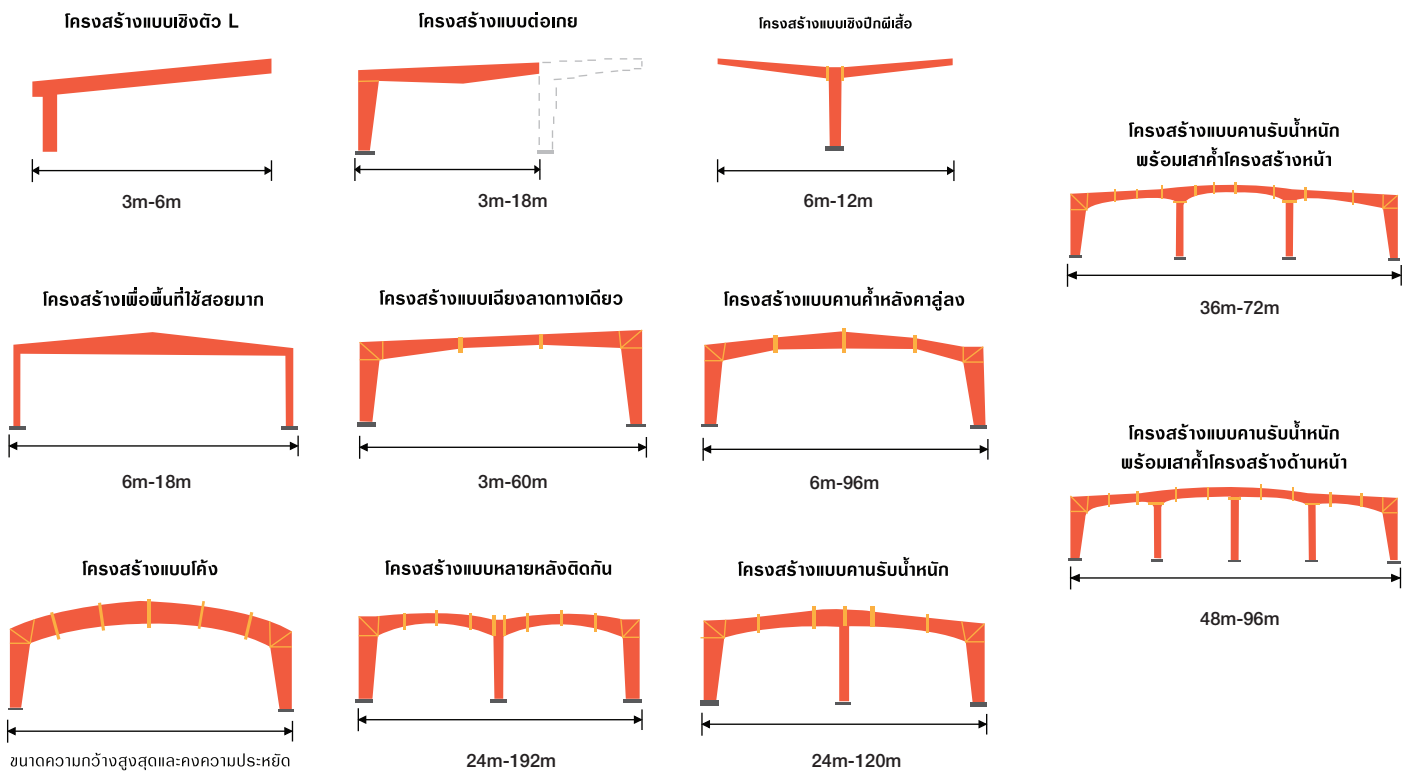 โครงสร้างแบบเชิงตัว L
3m-6m
โครงสร้างแบบต่อเกย
3m-18m
โครงสร้างแบบเชิงปีกผีเสื้อ
6m-12m
โครงสร้างแบบคานรับน้ำหนัก
พร้อมเสาค้ำโครงสร้างหน้า
36m-72m
โครงสร้างเพื่อพื้นที่ใช้สอยมาก
6m-18m
โครงสร้างแบบเฉียงลาดทางเดียว
3m-60m
โครงสร้างแบบคานค้ำหลังคาลู่ลง
6m-96m
โครงสร้างแบบคานรับน้ำหนัก
พร้อมเสาค้ำโครงสร้างด้านหน้า
48m-96m
โครงสร้างแบบโค้ง
ขนาดความกว้างสูงสุดและคงความประหยัด
โครงสร้างแบบหลายหลังติดกัน
24m-192m
โครงสร้างแบบคานรับน้ำหนัก
24m-120m